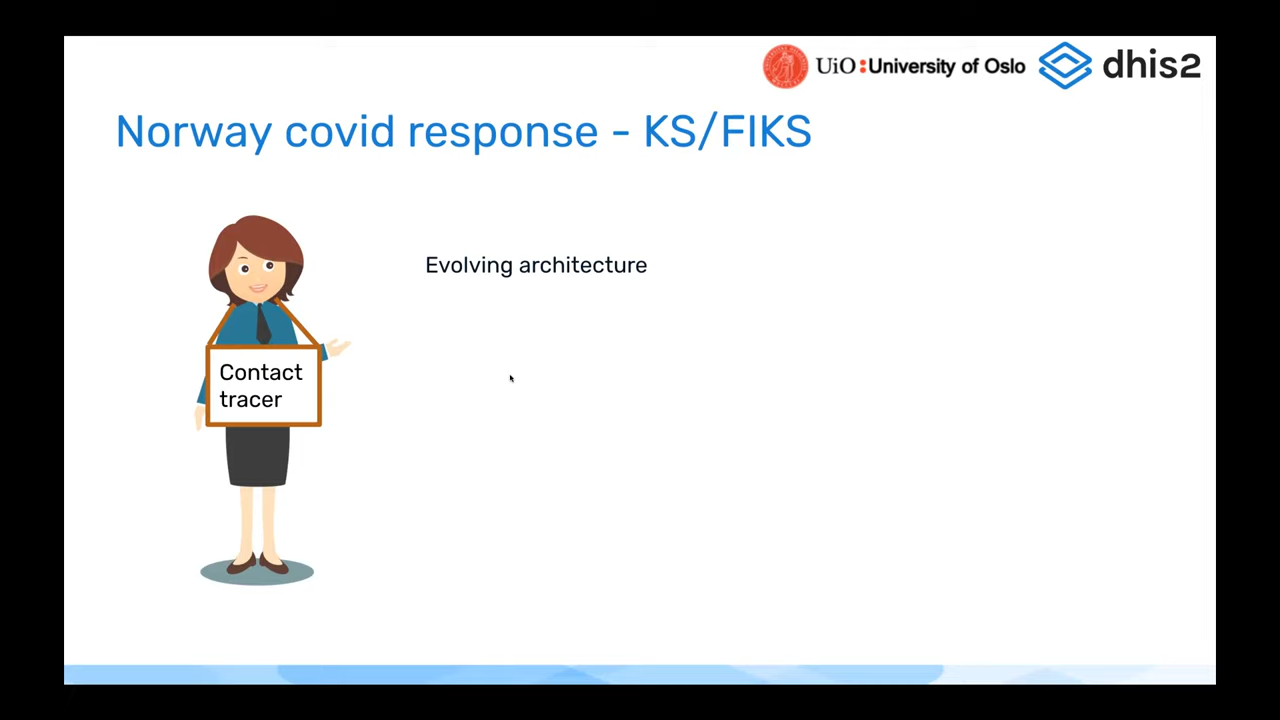 UiO:University of Oslo
dhis2
Norway covid response - KS/FIKS
Evolving architecture
Contact
tracer